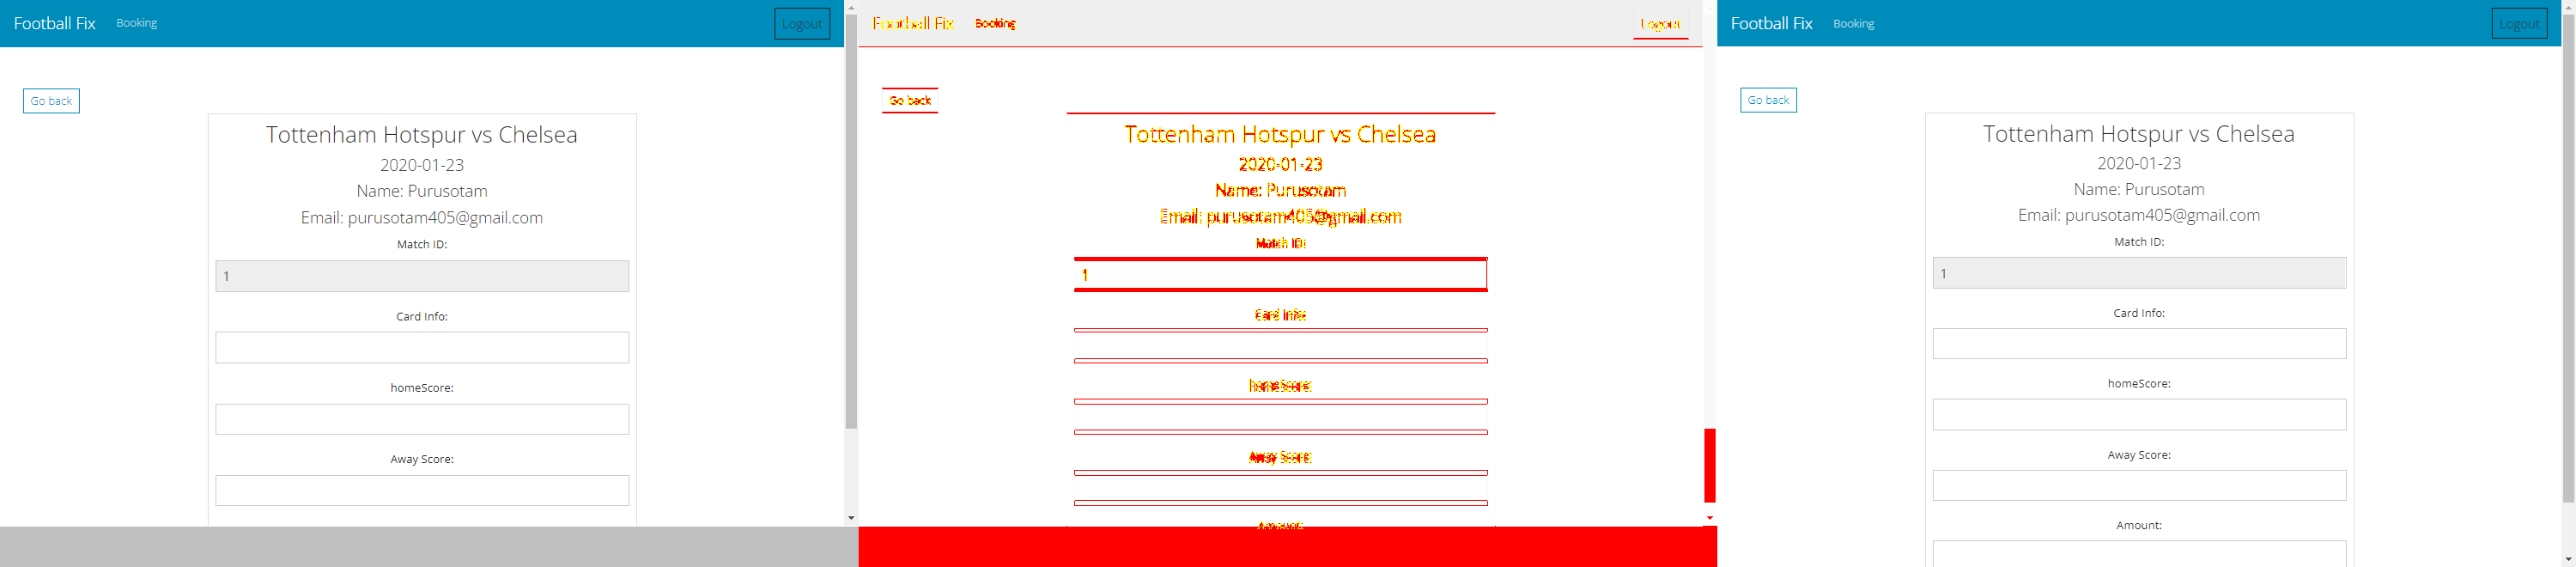 Football Fix Booking Logout
Go back
Tottenham Hotspur vs Chelsea
2020-01-23
Name: Purusotam
Email: purusotam405@gmail.com
Match ID:
1
Card Info:
homeScore:
Away Score:
Football Fix Booking Logout
Go back
Tottenham Hotspur vs Chelsea
2020-01-23
Name: Purusotam
Email: purusotam405@gmail.com
Match ID:
1
Card Info:
homeScore:
Away Score:
Amount:
Football Fix Booking Logout
Go back
Tottenham Hotspur vs Chelsea
2020-01-23
Name: Purusotam
Email: purusotam405@gmail.com
Match ID:
1
Card Info:
homeScore:
Away Score:
Amount: